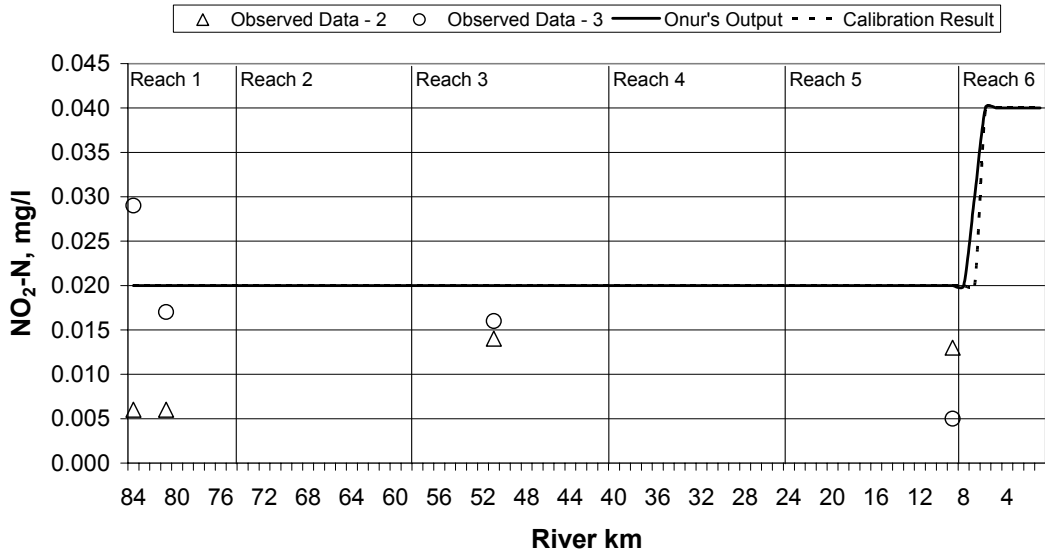 Observed Data - 2 Observed Data - 3 Onur's Output Calibration Result
0.045
0.040
0.035
0.030
0.025
0.020
0.015
0.010
0.005
0.000
NO₂-N, mg/l
Reach 1 Reach 2 Reach 3 Reach 4 Reach 5 Reach 6
84 80 76 72 68 64 60 56 52 48 44 40 36 32 28 24 20 16 12 8 4
River km